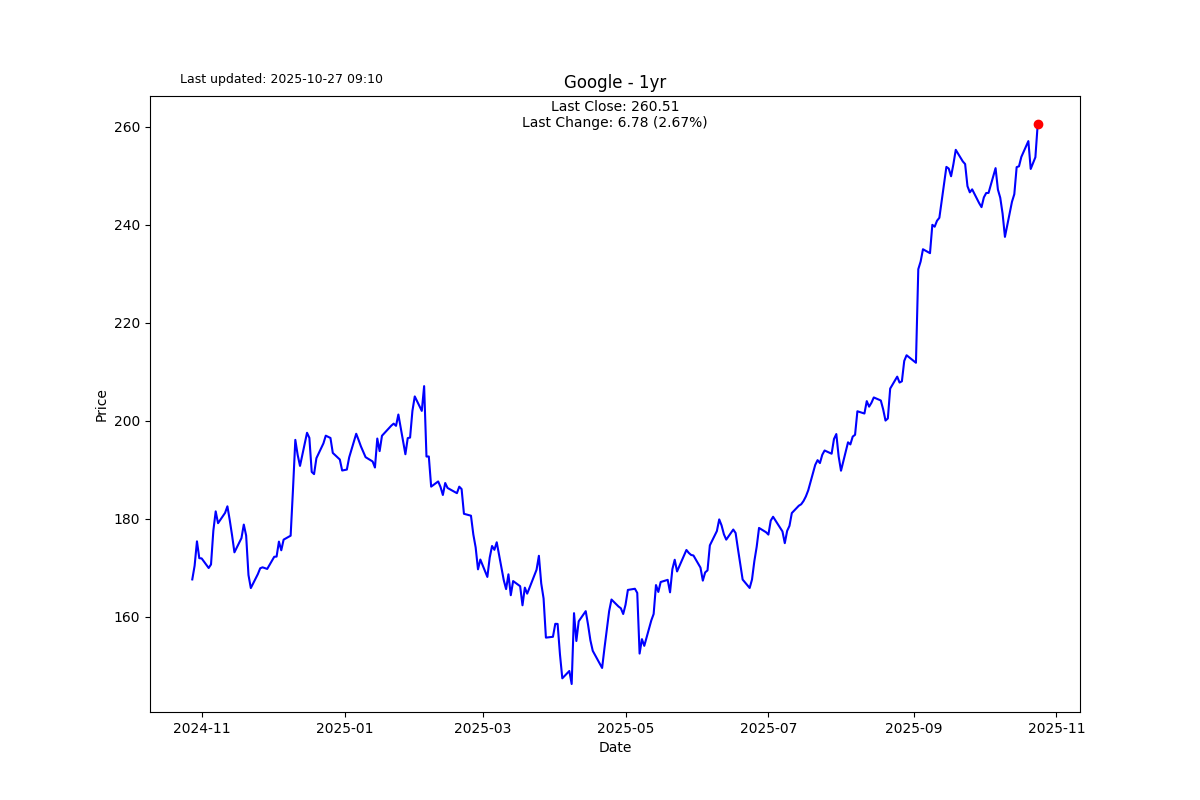 Last updated: 2025-10-27 09:10
Google - 1yr
Last Close: 260.51
Last Change: 6.78 (2.67%)
260
240
220
200
180
160
Price
2024-11
2025-01
2025-03
2025-05
2025-07
2025-09
2025-11
Date